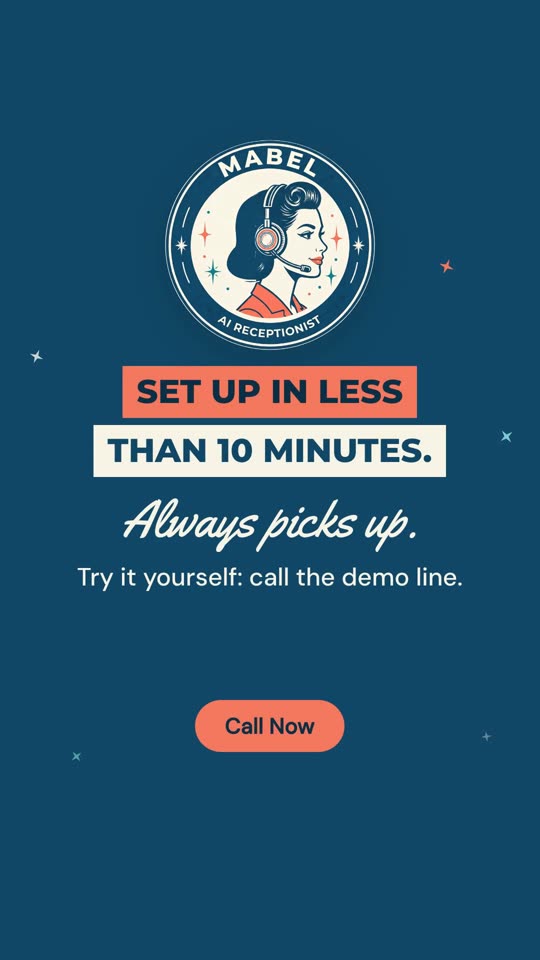 MABEL
AI RECEPTIONIST
SET UP IN LESS
THAN 10 MINUTES.
Always picks up.
Try it yourself: call the demo line.
Call Now